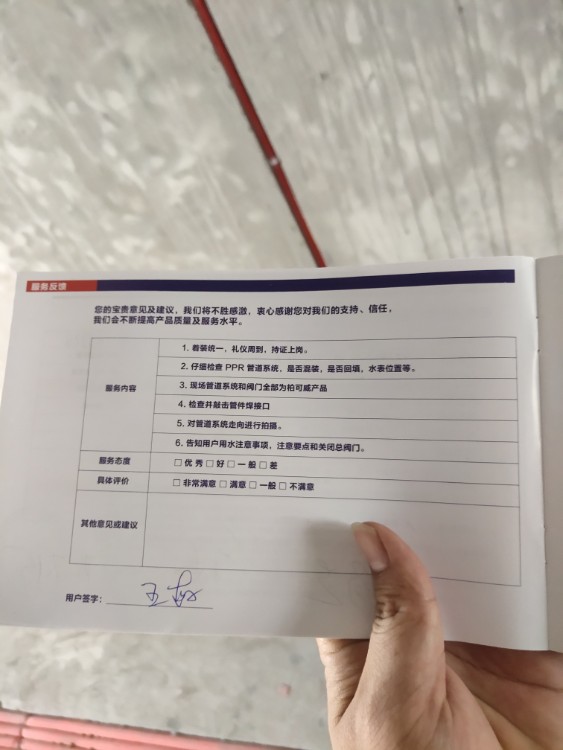 服务反馈
您的宝贵意见及建议，我们将不胜感激，衷心感谢您对我们的支持、信任，
我们会不断提高产品质量及服务水平。
服务内容
1. 着装统一，礼仪周到，持证上岗。
2. 仔细检查 PPR 管道系统，是否混装，是否回填，水表位置等。
3. 现场管道系统和阀门全部为柏可威产品
4. 检查并敲击管件焊接口
5. 对管道系统走向进行拍摄。
6. 告知用户用水注意事项，注意要点和关闭总阀门。
服务态度 □优秀□好□一般□差
具体评价 □非常满意□满意□一般□不满意
其他意见或建议
用户签字：王